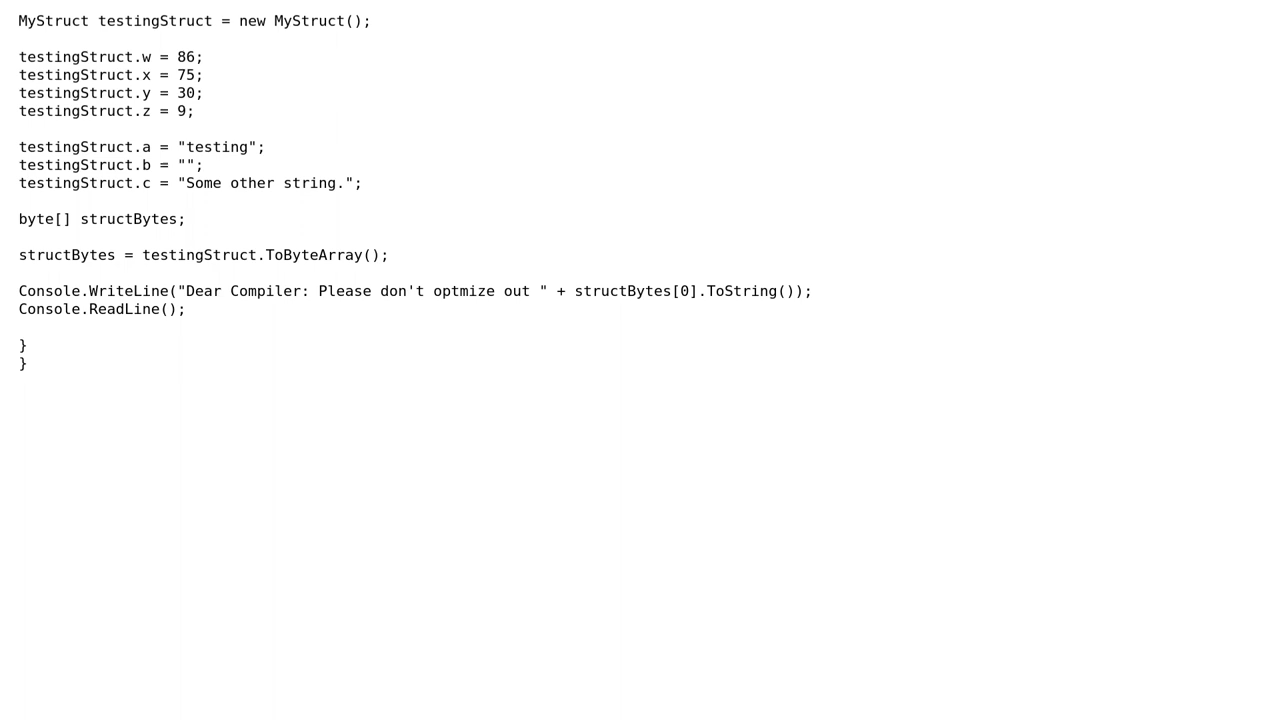 MyStruct testingStruct = new MyStruct();
testingStruct.w = 86;
testingStruct.x = 75;
testingStruct.y = 30;
testingStruct.z = 9;
testingStruct.a = "testing";
testingStruct.b = "";
testingStruct.c = "Some other string.";
byte[] structBytes;
structBytes = testingStruct.ToByteArray();
Console.WriteLine("Dear Compiler: Please don't optmize out " + structBytes[0].ToString());
Console.ReadLine();
}
}